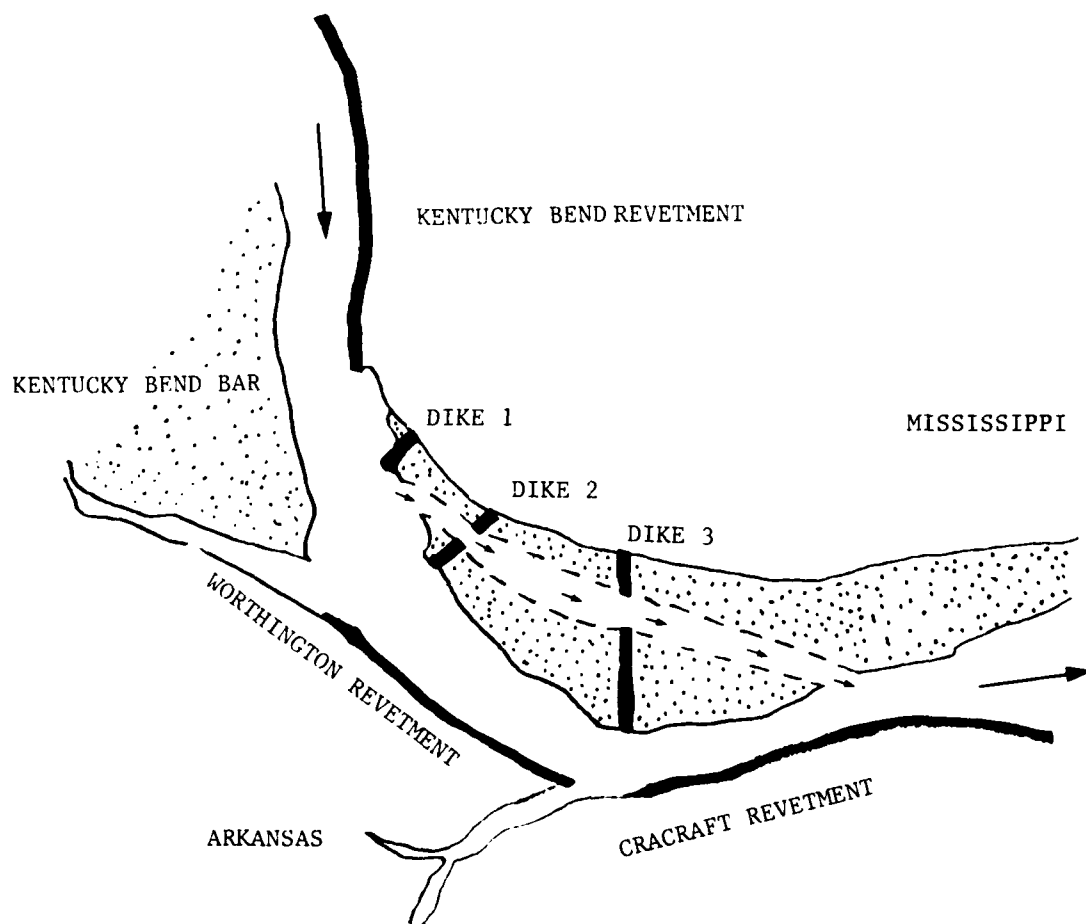 KENTUCKY BEND REVETMENT
KENTUCKY BEND BAR
DIKE 1
MISSISSIPPI
DIKE 2
DIKE 3
WORTHINGTON REVETMENT
ARKANSAS
CRACRAFT REVETMENT